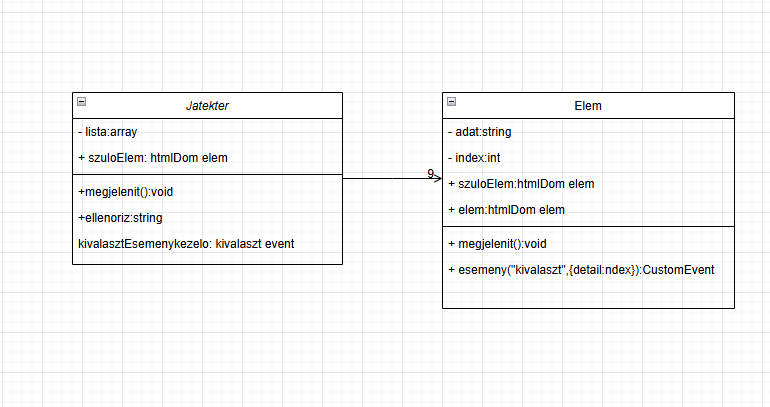 Jatekter
- lista:array
+ szuloElem: htmlDom elem
+megjelenit():void
+ellenoriz:string
kivalasztEsemenykezelo: kivalaszt event
9
Elem
- adat:string
- index:int
+ szuloElem:htmlDom elem
+ elem:htmlDom elem
+ megjelenit():void
+ esemeny("kivalaszt",{detail:ndex}):CustomEvent